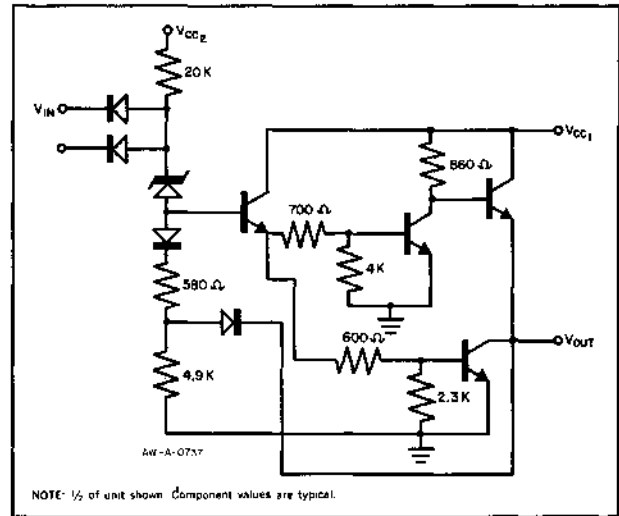 VCC2
20 K
VIN
VCC1
860 Ω
700 Ω
4K
580 Ω
600 Ω
VOUT
4.9K
2.3K
AW-A-0737
NOTE: 1/2 of unit shown. Component values are typical.